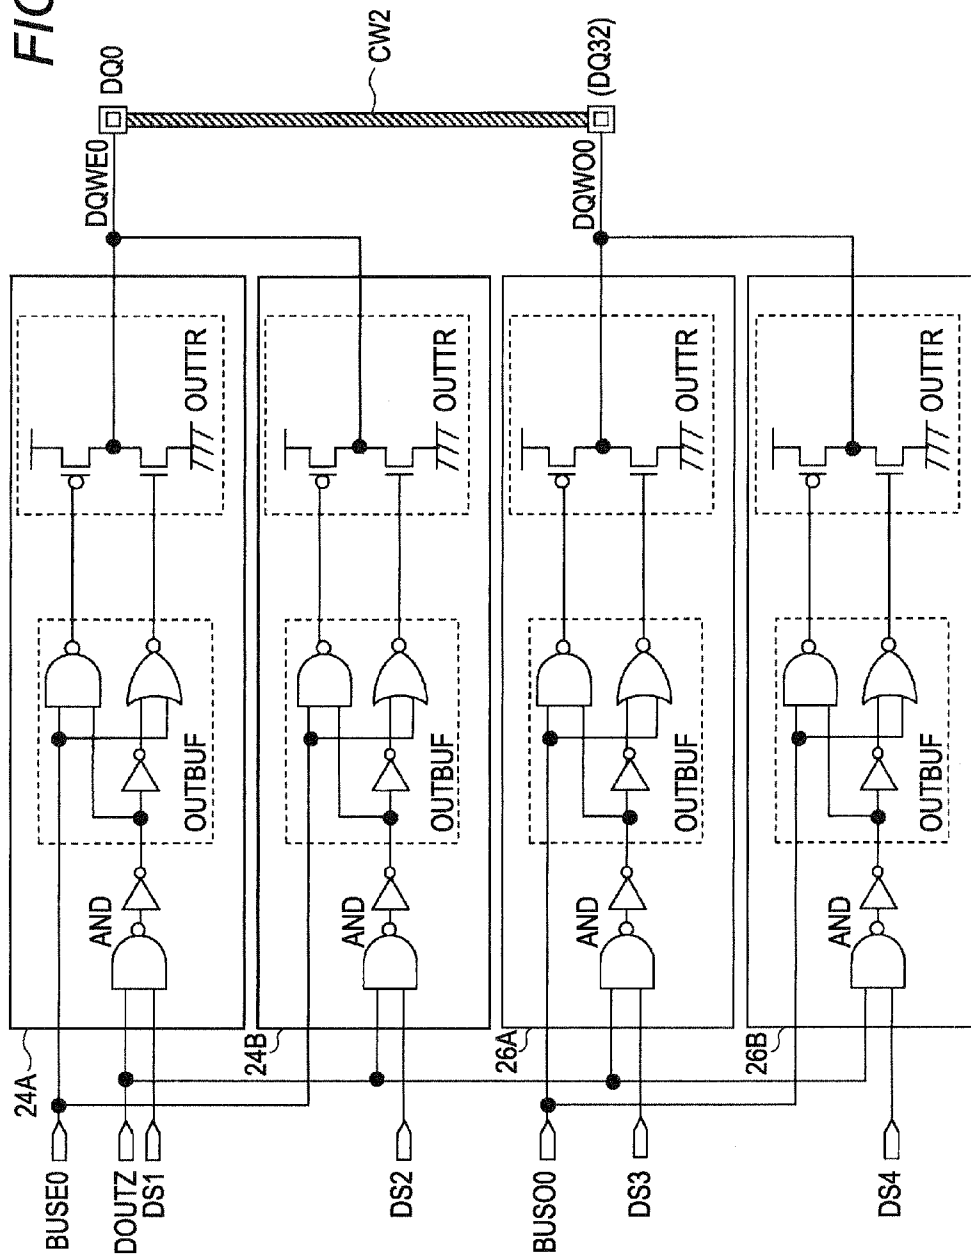 FIG
DQ0
DQWE0
CW2
(DQ32)
DQWO0
24A
AND
OUTBUF
OUTTR
24B
AND
OUTBUF
OUTTR
26A
AND
OUTBUF
OUTTR
26B
AND
OUTBUF
OUTTR
BUSE0
DOUTZ
DS1
DS2
BUSO0
DS3
DS4